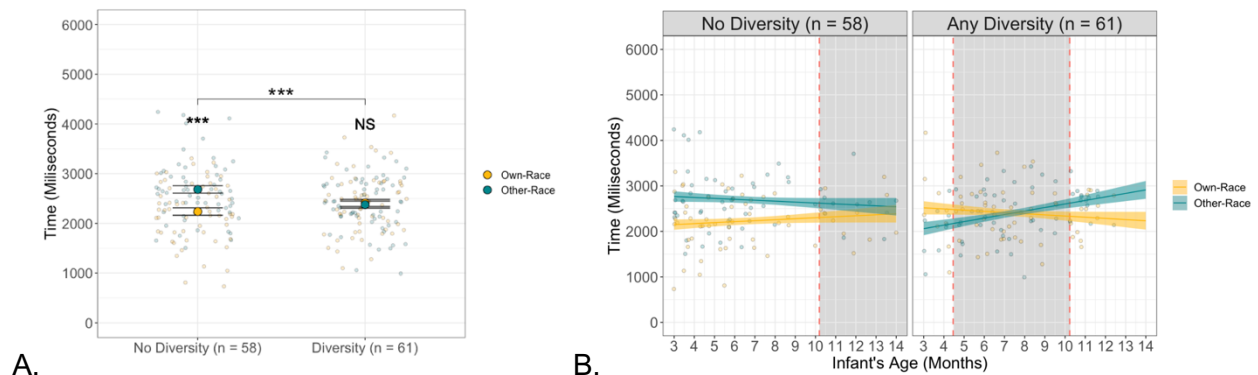 6000
5000
4000
3000
2000
1000
0
Time (Miliseconds)
***
***
NS
No Diversity (n = 58)
Diversity (n = 61)
Own-Race
Other-Race
A.
No Diversity (n = 58)
Any Diversity (n = 61)
6000
5000
4000
3000
2000
1000
0
Time (Miliseconds)
3 4 5 6 7 8 9 10 11 12 13 14
3 4 5 6 7 8 9 10 11 12 13 14
Infant's Age (Months)
Own-Race
Other-Race
B.